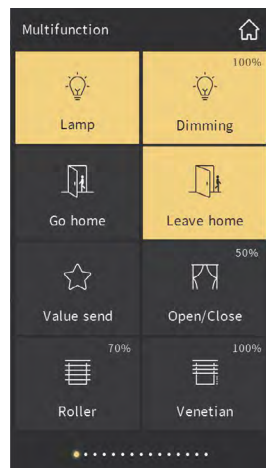 Multifunction
100%
Lamp
Dimming
Go home
Leave home
50%
Value send
Open/Close
70%
100%
Roller
Venetian